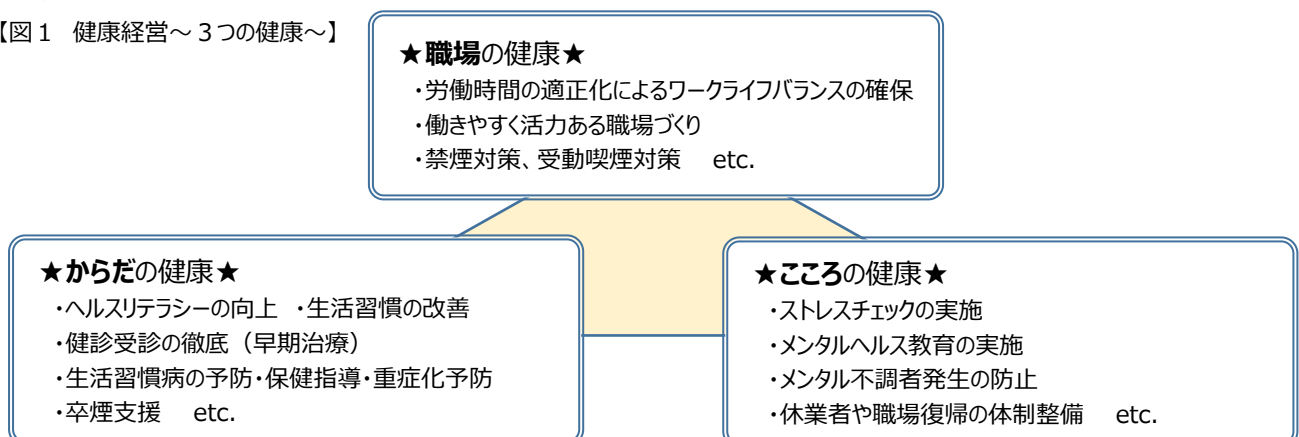 【図１　健康経営～３つの健康～】
★職場の健康★
・労働時間の適正化によるワークライフバランスの確保
・働きやすく活力ある職場づくり
・禁煙対策、受動喫煙対策　etc.
★からだの健康★
・ヘルスリテラシーの向上　・生活習慣の改善
・健診受診の徹底（早期治療）
・生活習慣病の予防・保健指導・重症化予防
・卒煙支援　etc.
★こころの健康★
・ストレスチェックの実施
・メンタルヘルス教育の実施
・メンタル不調者発生の防止
・休業者や職場復帰の体制整備　etc.